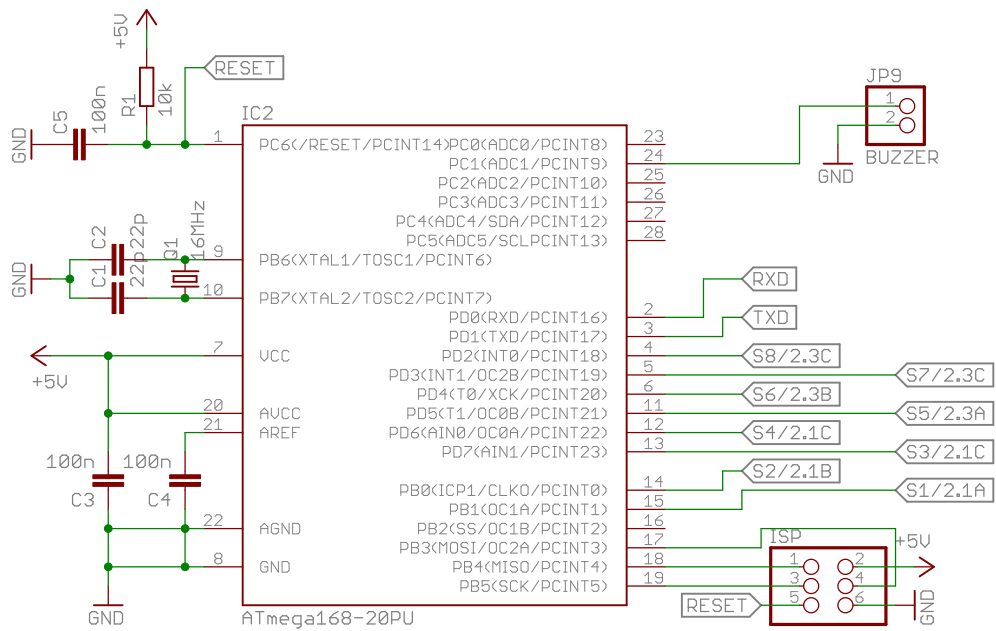 +5V
RESET
R1
10k
C5
100n
GND
IC2
JP9
1
2
BUZZER
GND
1
PC6(/RESET/PCINT14)
PC0(ADC0/PCINT8)
23
PC1(ADC1/PCINT9)
24
PC2(ADC2/PCINT10)
25
PC3(ADC3/PCINT11)
26
PC4(ADC4/SDA/PCINT12)
27
PC5(ADC5/SCLPCINT13)
28
C2
22p
C1
22p
Q1
16MHz
GND
9
PB6(XTAL1/TOSC1/PCINT6)
10
PB7(XTAL2/TOSC2/PCINT7)
RXD
PD0(RXD/PCINT16)
2
TXD
PD1(TXD/PCINT17)
3
+5V
7
VCC
PD2(INT0/PCINT18)
4
S8/2.3C
PD3(INT1/OC2B/PCINT19)
5
S7/2.3C
PD4(T0/XCK/PCINT20)
6
S6/2.3B
20
AVCC
PD5(T1/OC0B/PCINT21)
11
S5/2.3A
21
AREF
PD6(AIN0/OC0A/PCINT22)
12
S4/2.1C
PD7(AIN1/PCINT23)
13
S3/2.1C
100n
C3
100n
C4
PB0(ICP1/CLKO/PCINT0)
14
S2/2.1B
PB1(OC1A/PCINT1)
15
S1/2.1A
22
AGND
PB2(SS/OC1B/PCINT2)
16
PB3(MOSI/OC2A/PCINT3)
17
8
GND
PB4(MISO/PCINT4)
18
PB5(SCK/PCINT5)
19
GND
ATmega168-20PU
ISP
+5V
1
2
3
4
5
6
RESET
GND